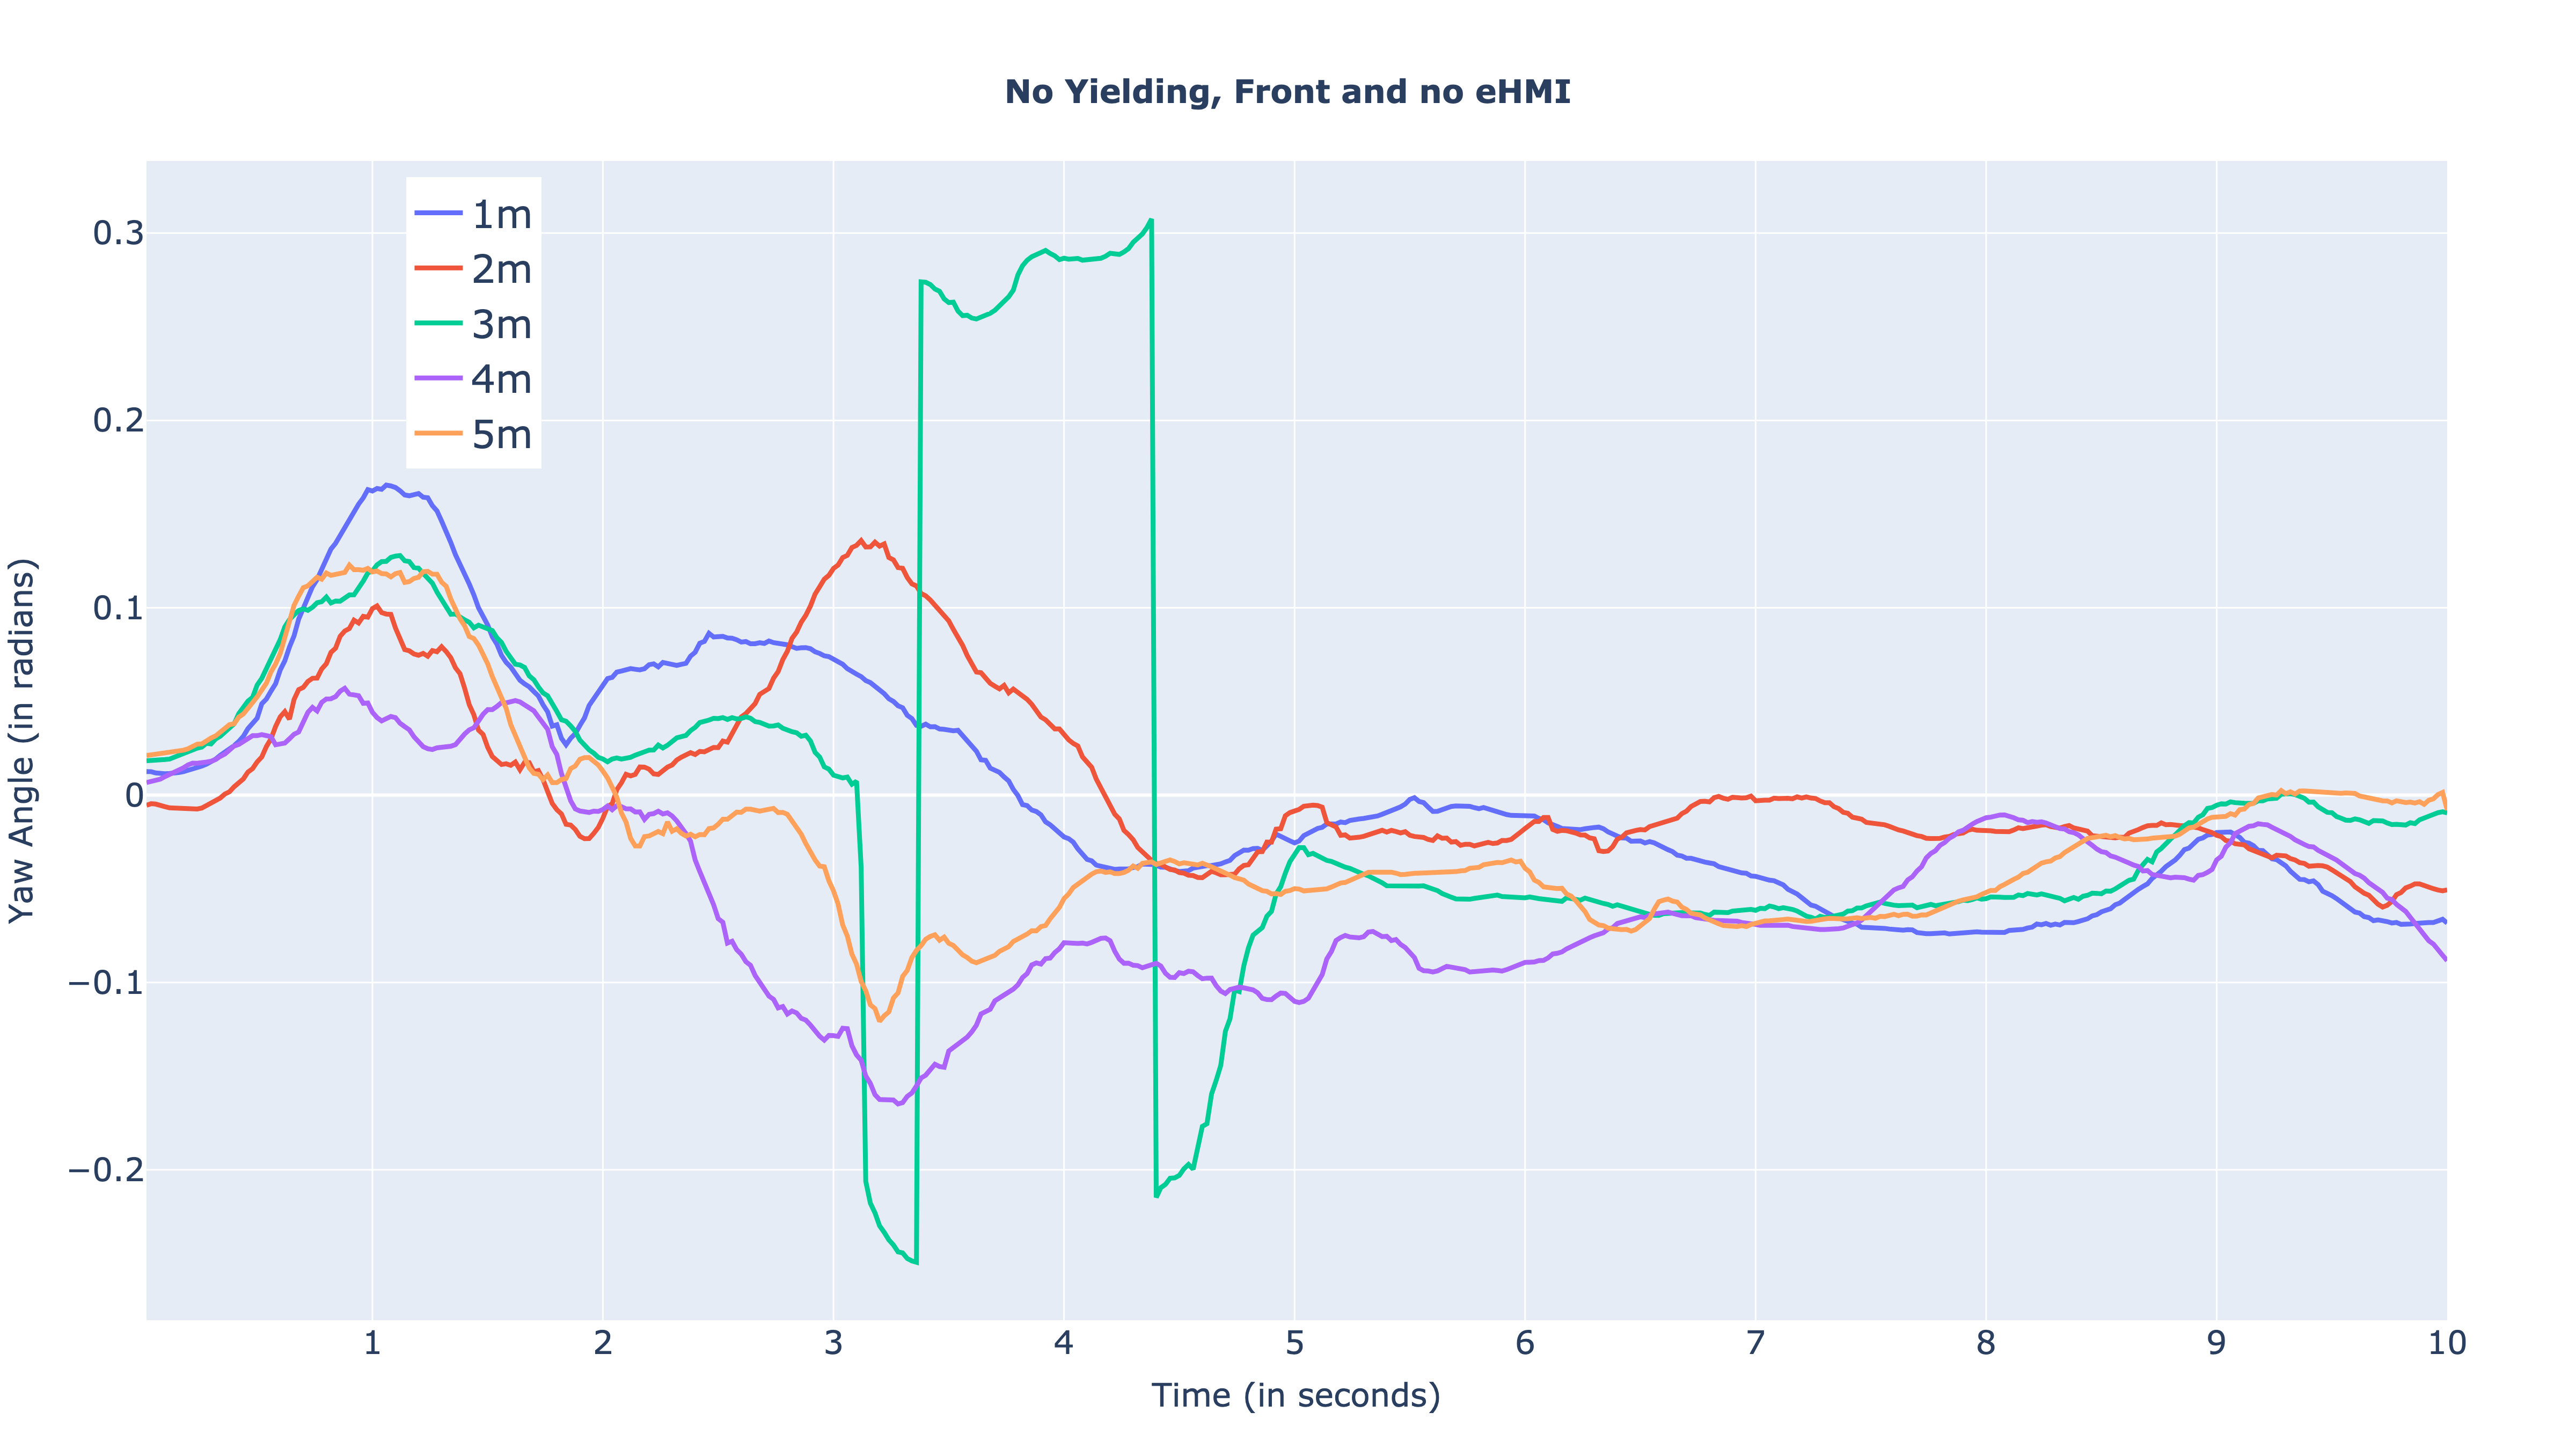 No Yielding, Front and no eHMI
1m
2m
3m
4m
5m
0.3
0.2
0.1
0
−0.1
−0.2
Yaw Angle (in radians)
1 2 3 4 5 6 7 8 9 10
Time (in seconds)